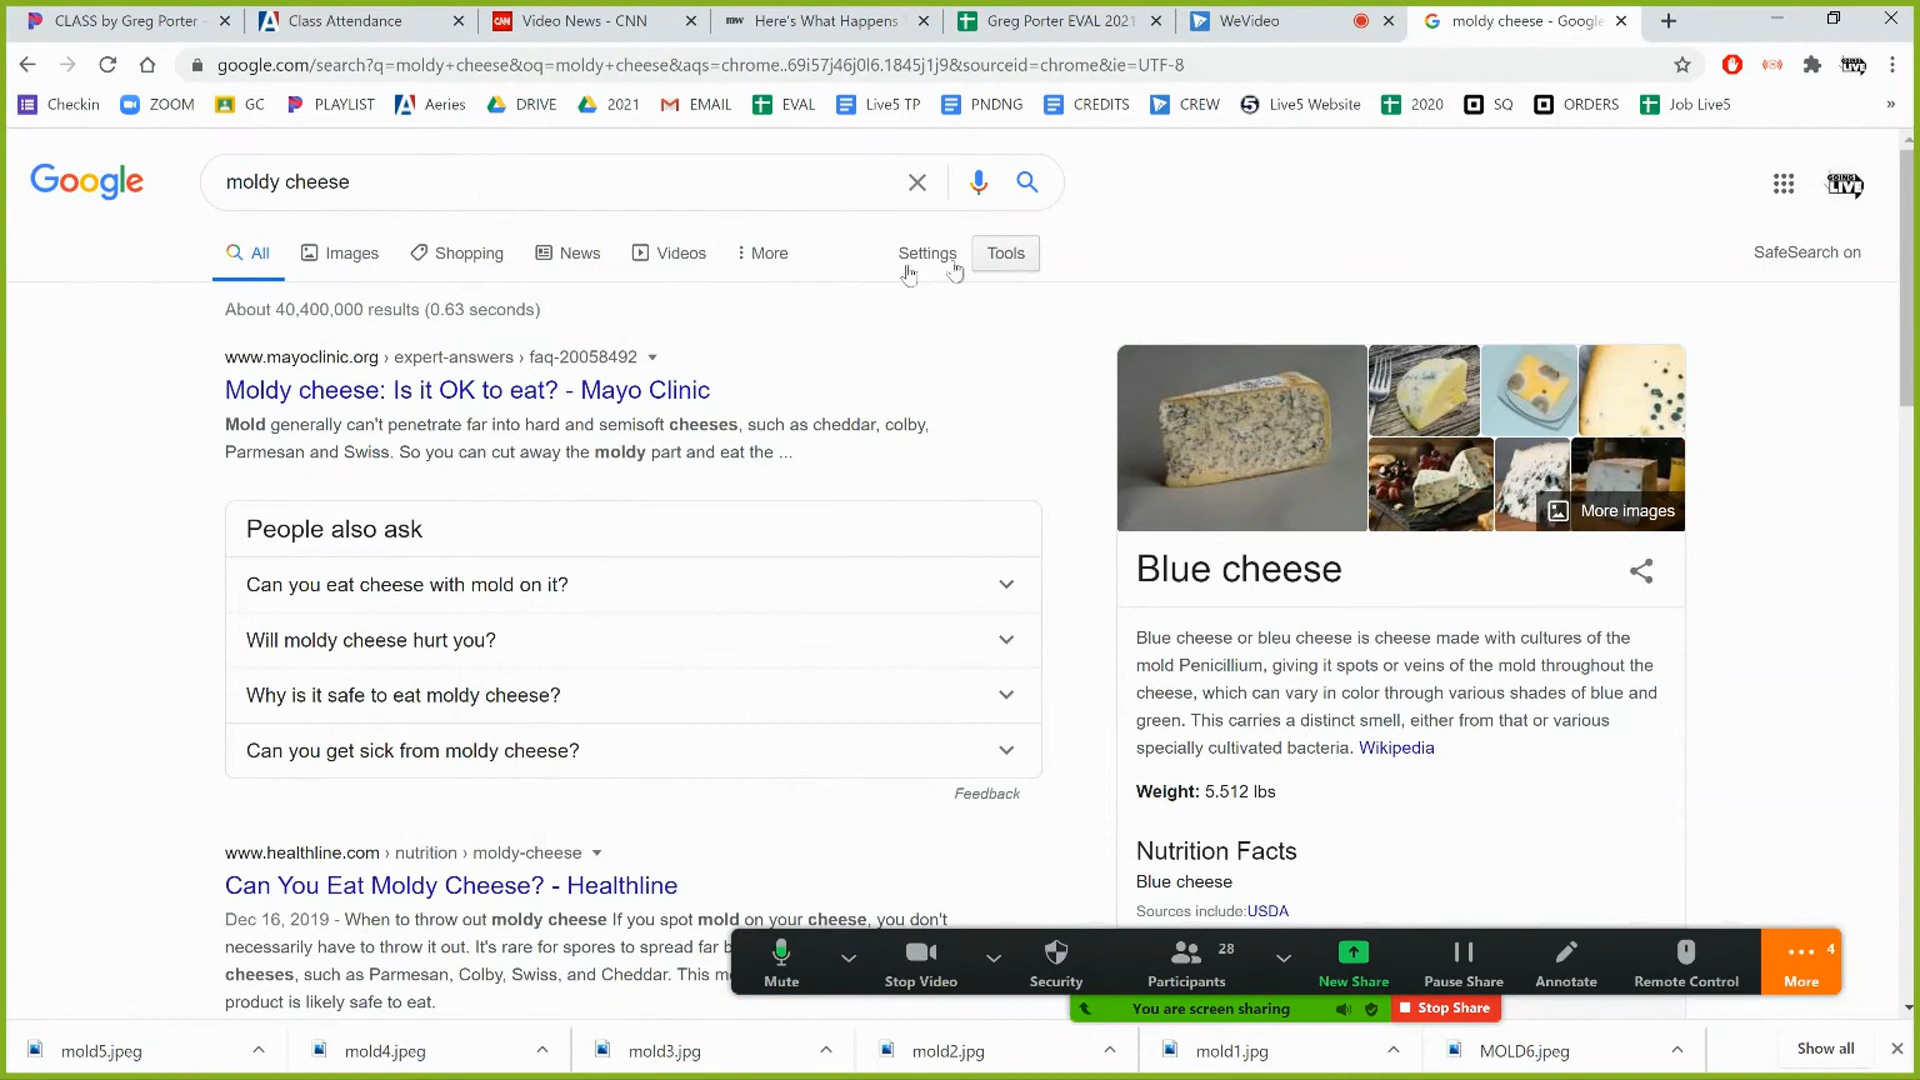 CLASS by Greg Porter
Class Attendance
Video News - CNN
Here's What Happens
Greg Porter EVAL 2021
WeVideo
moldy cheese - Google
google.com/search?q=moldy+cheese&oq=moldy+cheese&aqs=chrome..69i57j46j0l6.1845j1j9&sourceid=chrome&ie=UTF-8
Checkin ZOOM GC PLAYLIST Aeries DRIVE 2021 EMAIL EVAL Live5 TP PNDNG CREDITS CREW Live5 Website 2020 SQ ORDERS Job Live5 »
Google
moldy cheese
GOING LIVE
All Images Shopping News Videos More Settings Tools
SafeSearch on
About 40,400,000 results (0.63 seconds)
www.mayoclinic.org › expert-answers › faq-20058492
Moldy cheese: Is it OK to eat? - Mayo Clinic
Mold generally can't penetrate far into hard and semisoft cheeses, such as cheddar, colby,
Parmesan and Swiss. So you can cut away the moldy part and eat the ...
People also ask
Can you eat cheese with mold on it?
Will moldy cheese hurt you?
Why is it safe to eat moldy cheese?
Can you get sick from moldy cheese?
Feedback
www.healthline.com › nutrition › moldy-cheese
Can You Eat Moldy Cheese? - Healthline
Dec 16, 2019 - When to throw out moldy cheese If you spot mold on your cheese, you don't
necessarily have to throw it out. It's rare for spores to spread far
cheeses, such as Parmesan, Colby, Swiss, and Cheddar. This
product is likely safe to eat.
More images
Blue cheese
Blue cheese or bleu cheese is cheese made with cultures of the
mold Penicillium, giving it spots or veins of the mold throughout the
cheese, which can vary in color through various shades of blue and
green. This carries a distinct smell, either from that or various
specially cultivated bacteria. Wikipedia
Weight: 5.512 lbs
Nutrition Facts
Blue cheese
Sources include:USDA
Mute
Stop Video
Security
Participants 28
New Share
Pause Share
Annotate
Remote Control
More 4
You are screen sharing
Stop Share
mold5.jpeg
mold4.jpeg
mold3.jpg
mold2.jpg
mold1.jpg
MOLD6.jpeg
Show all